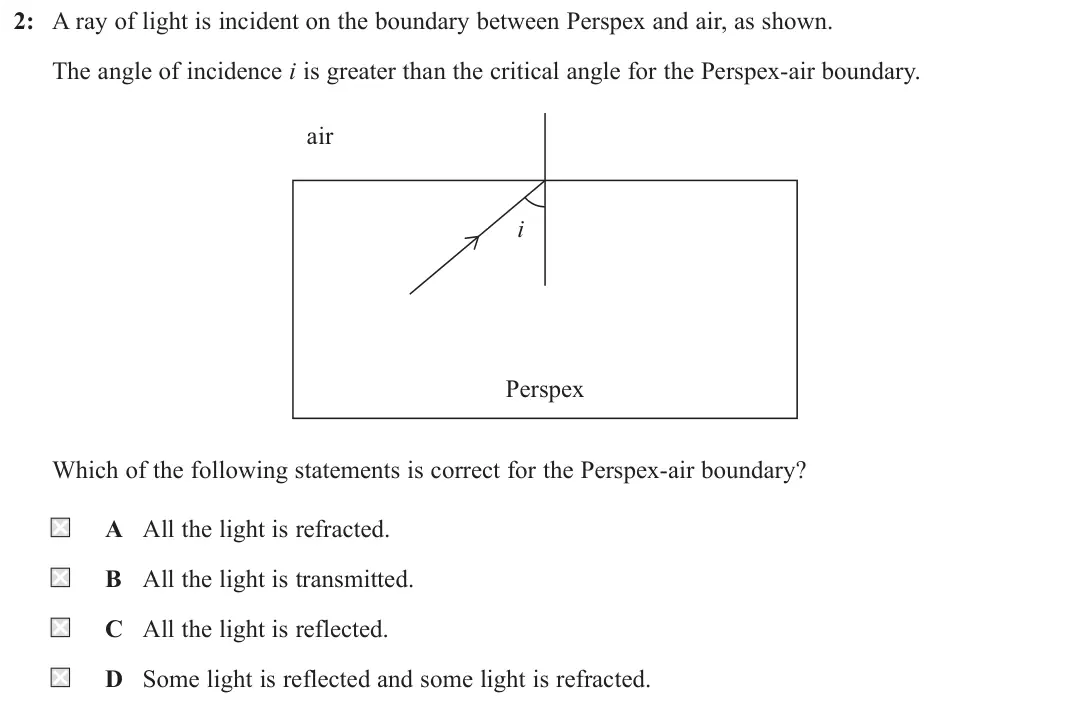 2: A ray of light is incident on the boundary between Perspex and air, as shown.
The angle of incidence i is greater than the critical angle for the Perspex-air boundary.
air
i
Perspex
Which of the following statements is correct for the Perspex-air boundary?
A All the light is refracted.
B All the light is transmitted.
C All the light is reflected.
D Some light is reflected and some light is refracted.